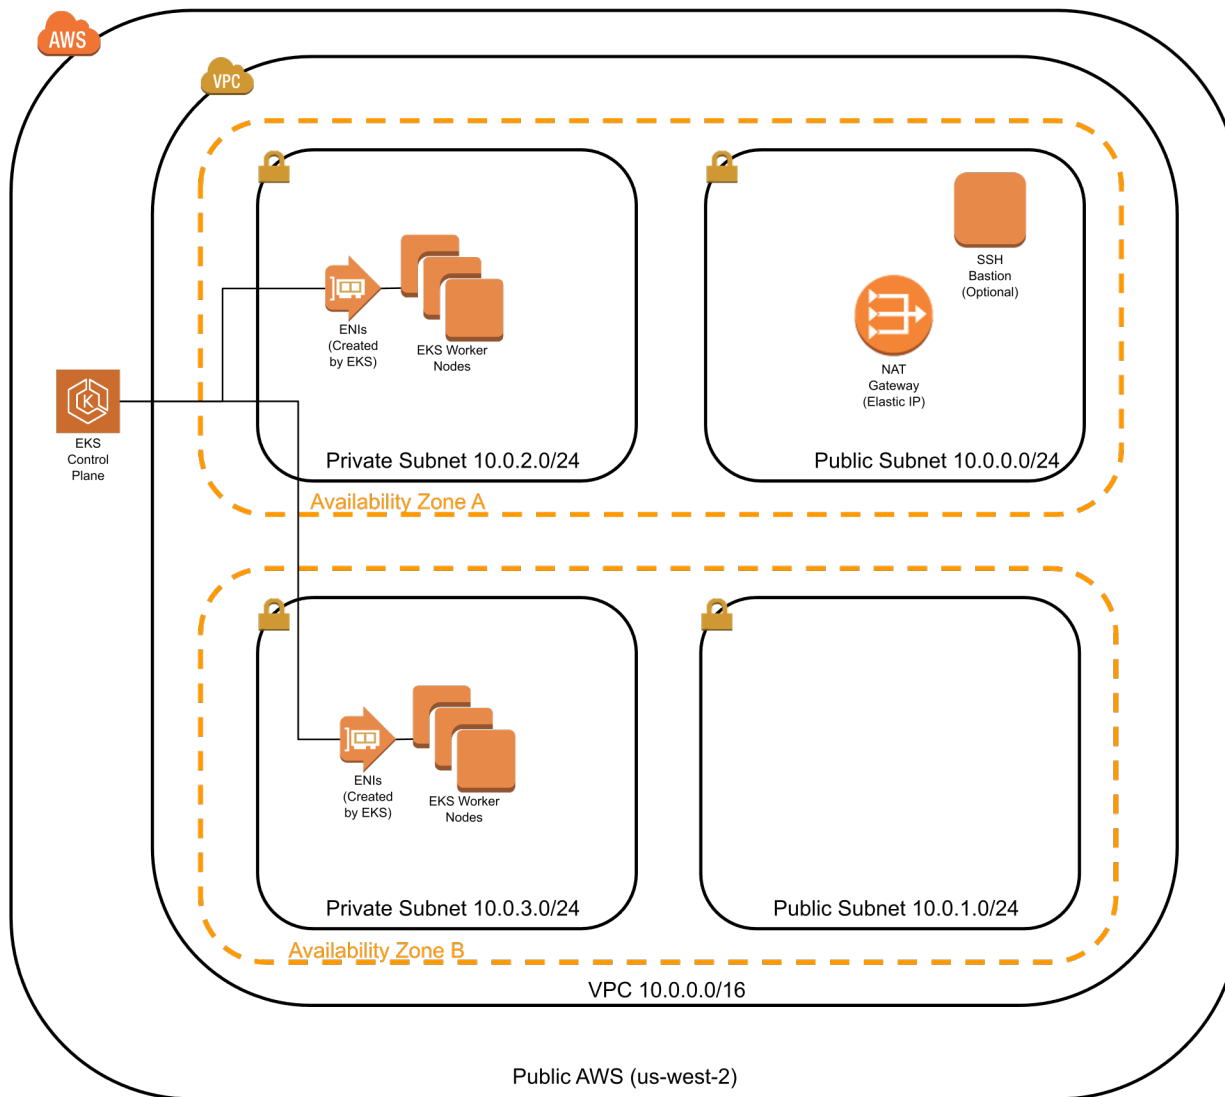 AWS
VPC
SSH
Bastion
(Optional)
ENIs
(Created
by EKS)
EKS Worker
Nodes
NAT
Gateway
(Elastic IP)
K
EKS
Control
Plane
Private Subnet 10.0.2.0/24
Public Subnet 10.0.0.0/24
Availability Zone A
ENIs
(Created
by EKS)
EKS Worker
Nodes
Private Subnet 10.0.3.0/24
Public Subnet 10.0.1.0/24
Availability Zone B
VPC 10.0.0.0/16
Public AWS (us-west-2)